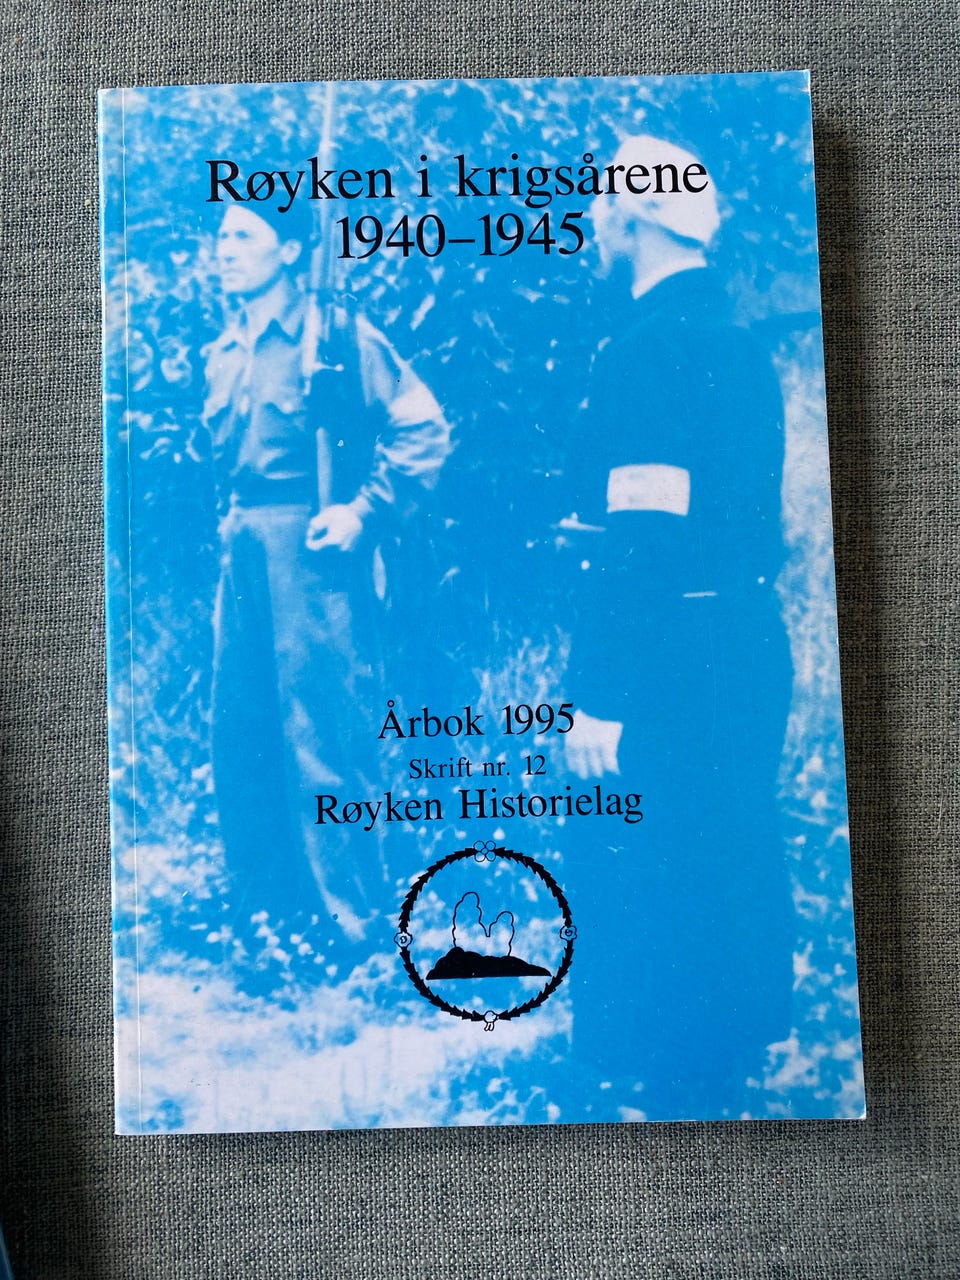 Røyken i krigsårene
1940–1945
Årbok 1995
Skrift nr. 12
Røyken Historielag